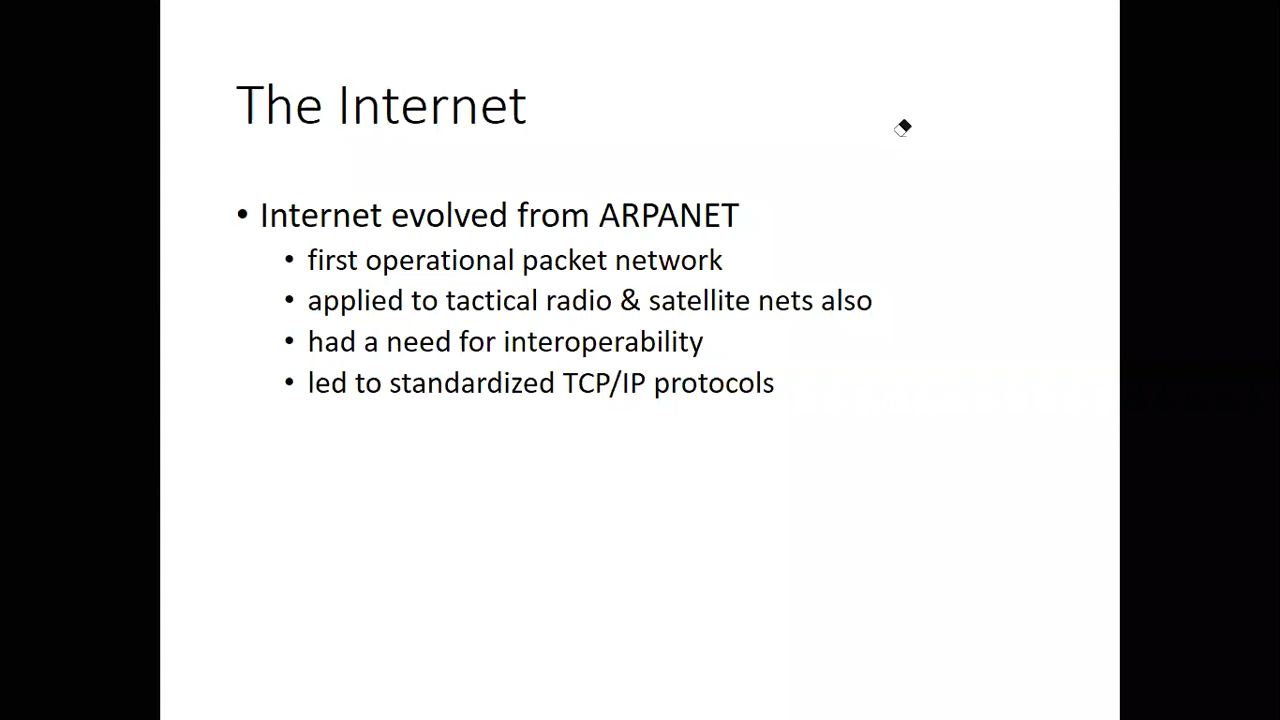 The Internet
• Internet evolved from ARPANET
• first operational packet network
• applied to tactical radio & satellite nets also
• had a need for interoperability
• led to standardized TCP/IP protocols